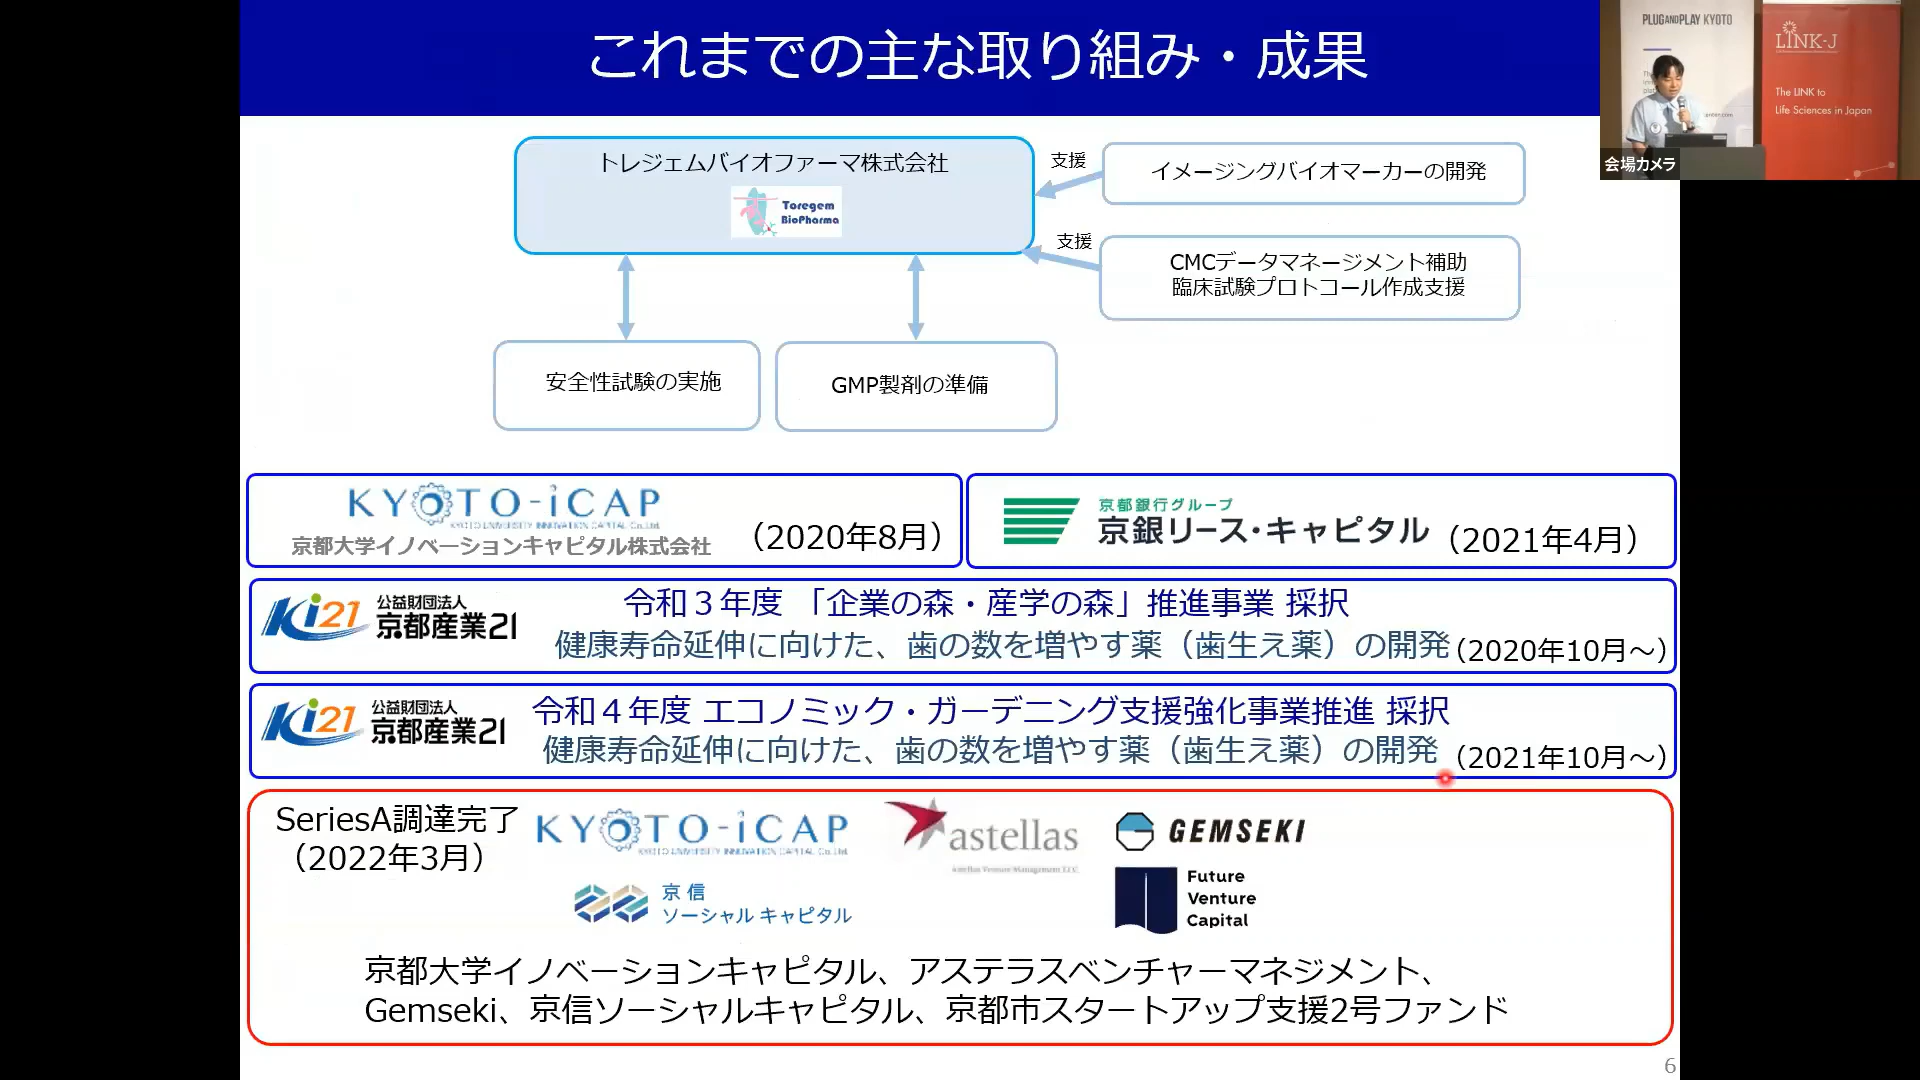 これまでの主な取り組み・成果
PLUGANDPLAY KYOTO
LINK-J
The LINK to
Life Sciences in Japan
会場カメラ
トレジェムバイオファーマ株式会社
Toregem
BioPharma
支援
イメージングバイオマーカーの開発
支援
CMCデータマネージメント補助
臨床試験プロトコール作成支援
安全性試験の実施
GMP製剤の準備
KYOTO-iCAP
KYOTO UNIVERSITY INNOVATION CAPITAL Co.,Ltd.
京都大学イノベーションキャピタル株式会社
（2020年8月）
京都銀行グループ
京銀リース・キャピタル
（2021年4月）
Ki21 公益財団法人
京都産業21
令和３年度 「企業の森・産学の森」推進事業 採択
健康寿命延伸に向けた、歯の数を増やす薬（歯生え薬）の開発
（2020年10月～）
Ki21 公益財団法人
京都産業21
令和４年度 エコノミック・ガーデニング支援強化事業推進 採択
健康寿命延伸に向けた、歯の数を増やす薬（歯生え薬）の開発
（2021年10月～）
SeriesA調達完了
（2022年3月）
KYOTO-iCAP
KYOTO UNIVERSITY INNOVATION CAPITAL Co.,Ltd.
astellas
Astellas Venture Management LLC
GEMSEKI
京信
ソーシャル キャピタル
Future
Venture
Capital
京都大学イノベーションキャピタル、アステラスベンチャーマネジメント、
Gemseki、京信ソーシャルキャピタル、京都市スタートアップ支援2号ファンド
6